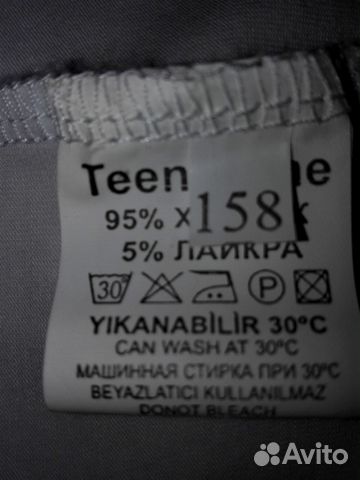 Teen
158
95%
5% ЛАЙКРА
30 P
YIKANABİLİR 30°C
CAN WASH AT 30°C
МАШИННАЯ СТИРКА ПРИ 30°C
BEYAZLATICI KULLANILMAZ
DONOT BLEACH
Avito